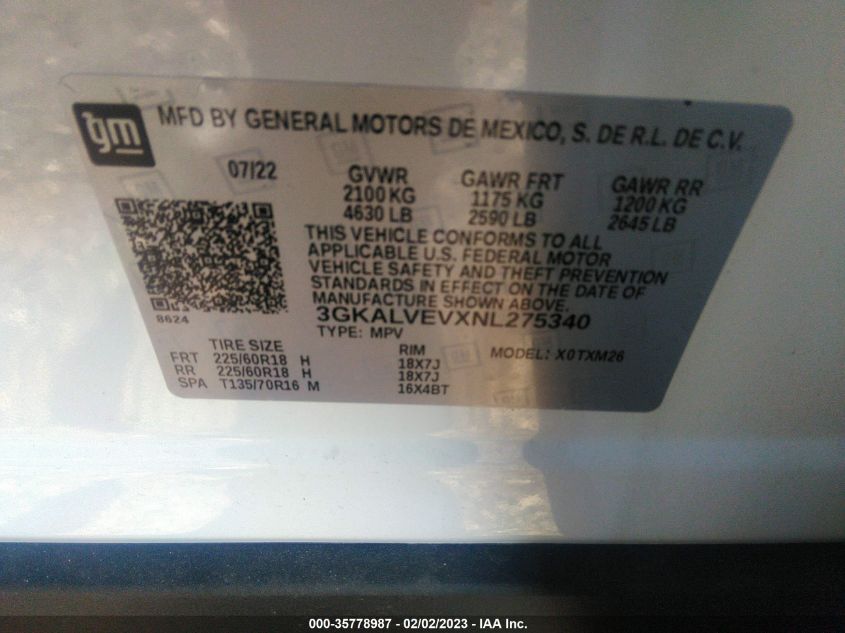 gm
MFD BY GENERAL MOTORS DE MEXICO, S. DE R.L. DE C.V.
07/22
GVWR GAWR FRT GAWR RR
2100 KG 1175 KG 1200 KG
4630 LB 2590 LB 2645 LB
THIS VEHICLE CONFORMS TO ALL
APPLICABLE U.S. FEDERAL MOTOR
VEHICLE SAFETY AND THEFT PREVENTION
STANDARDS IN EFFECT ON THE DATE OF
MANUFACTURE SHOWN ABOVE.
8624
3GKALVEVXNL275340
TYPE: MPV
TIRE SIZE RIM MODEL: X0TXM26
FRT 225/60R18 H 18X7J
RR 225/60R18 H 18X7J
SPA T135/70R16 M 16X4BT
000-35778987 - 02/02/2023 - IAA Inc.